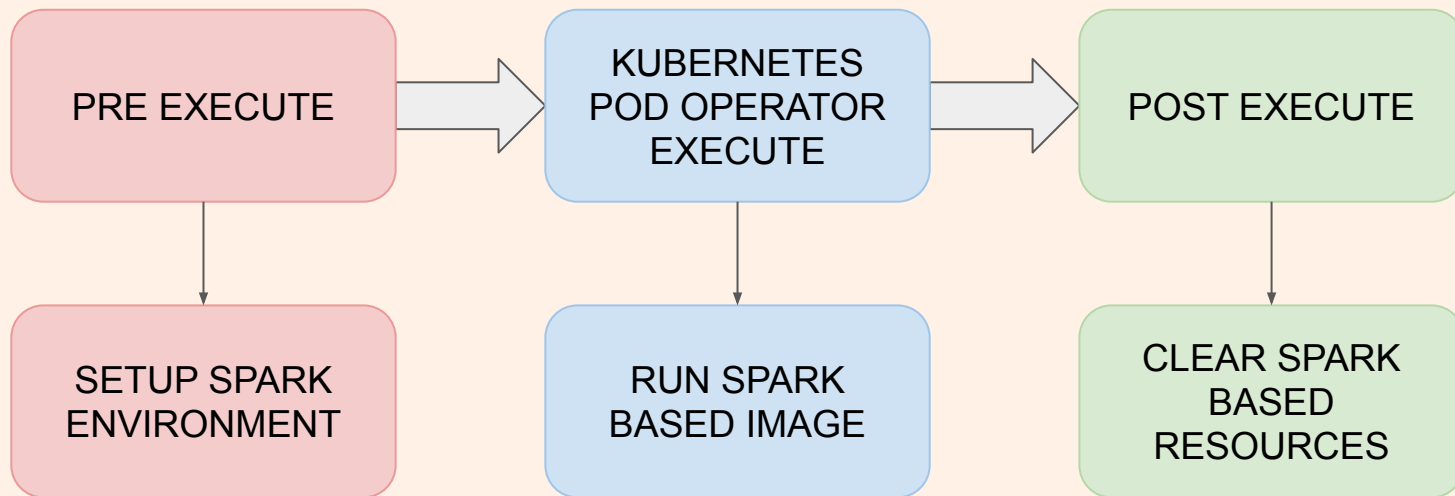 PRE EXECUTE
KUBERNETES
POD OPERATOR
EXECUTE
POST EXECUTE
SETUP SPARK
ENVIRONMENT
RUN SPARK
BASED IMAGE
CLEAR SPARK
BASED
RESOURCES